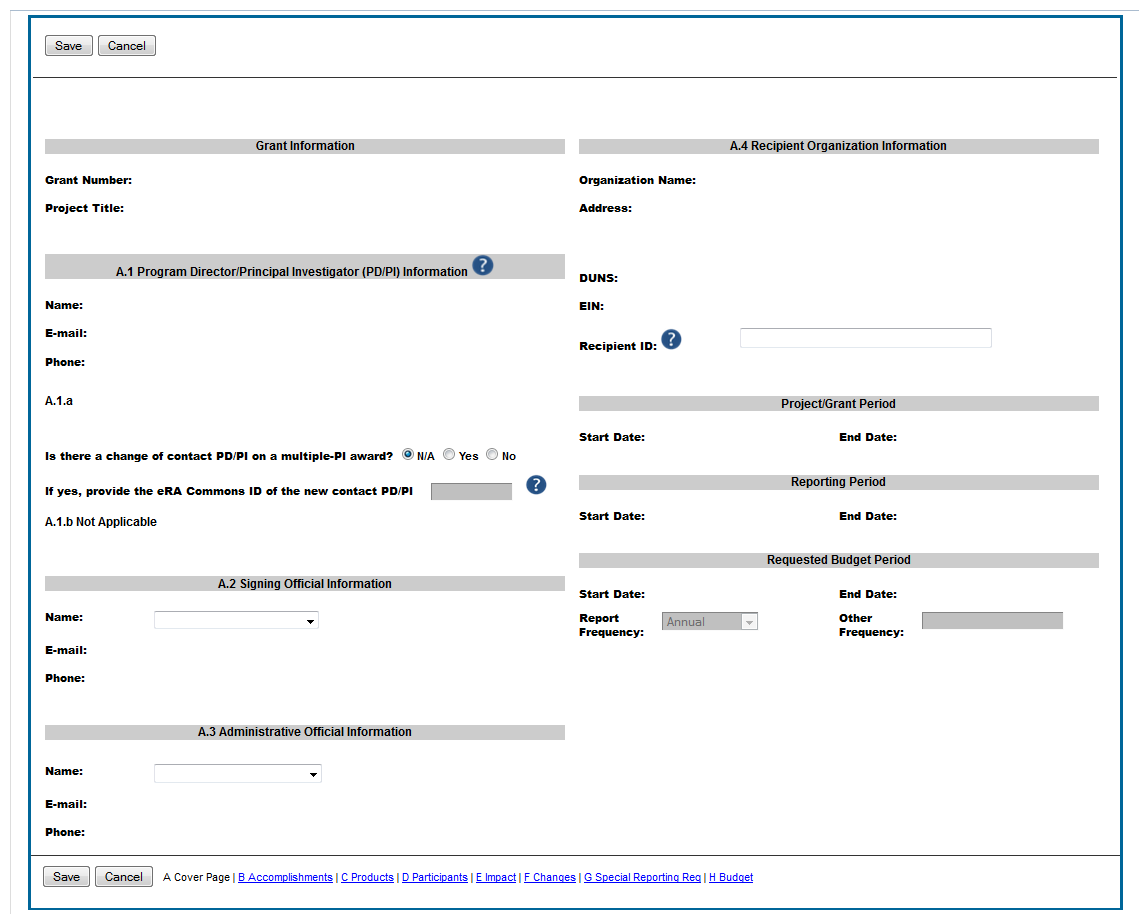 Save Cancel
Grant Information
Grant Number:
Project Title:
A.1 Program Director/Principal Investigator (PD/PI) Information ?
Name:
E-mail:
Phone:
A.1.a
Is there a change of contact PD/PI on a multiple-PI award? N/A Yes No
If yes, provide the eRA Commons ID of the new contact PD/PI ?
A.1.b Not Applicable
A.2 Signing Official Information
Name:
E-mail:
Phone:
A.3 Administrative Official Information
Name:
E-mail:
Phone:
A.4 Recipient Organization Information
Organization Name:
Address:
DUNS:
EIN:
Recipient ID: ?
Project/Grant Period
Start Date: End Date:
Reporting Period
Start Date: End Date:
Requested Budget Period
Start Date: End Date:
Report Frequency: Annual Other Frequency:
Save Cancel A Cover Page | B Accomplishments | C Products | D Participants | E Impact | F Changes | G Special Reporting Req | H Budget